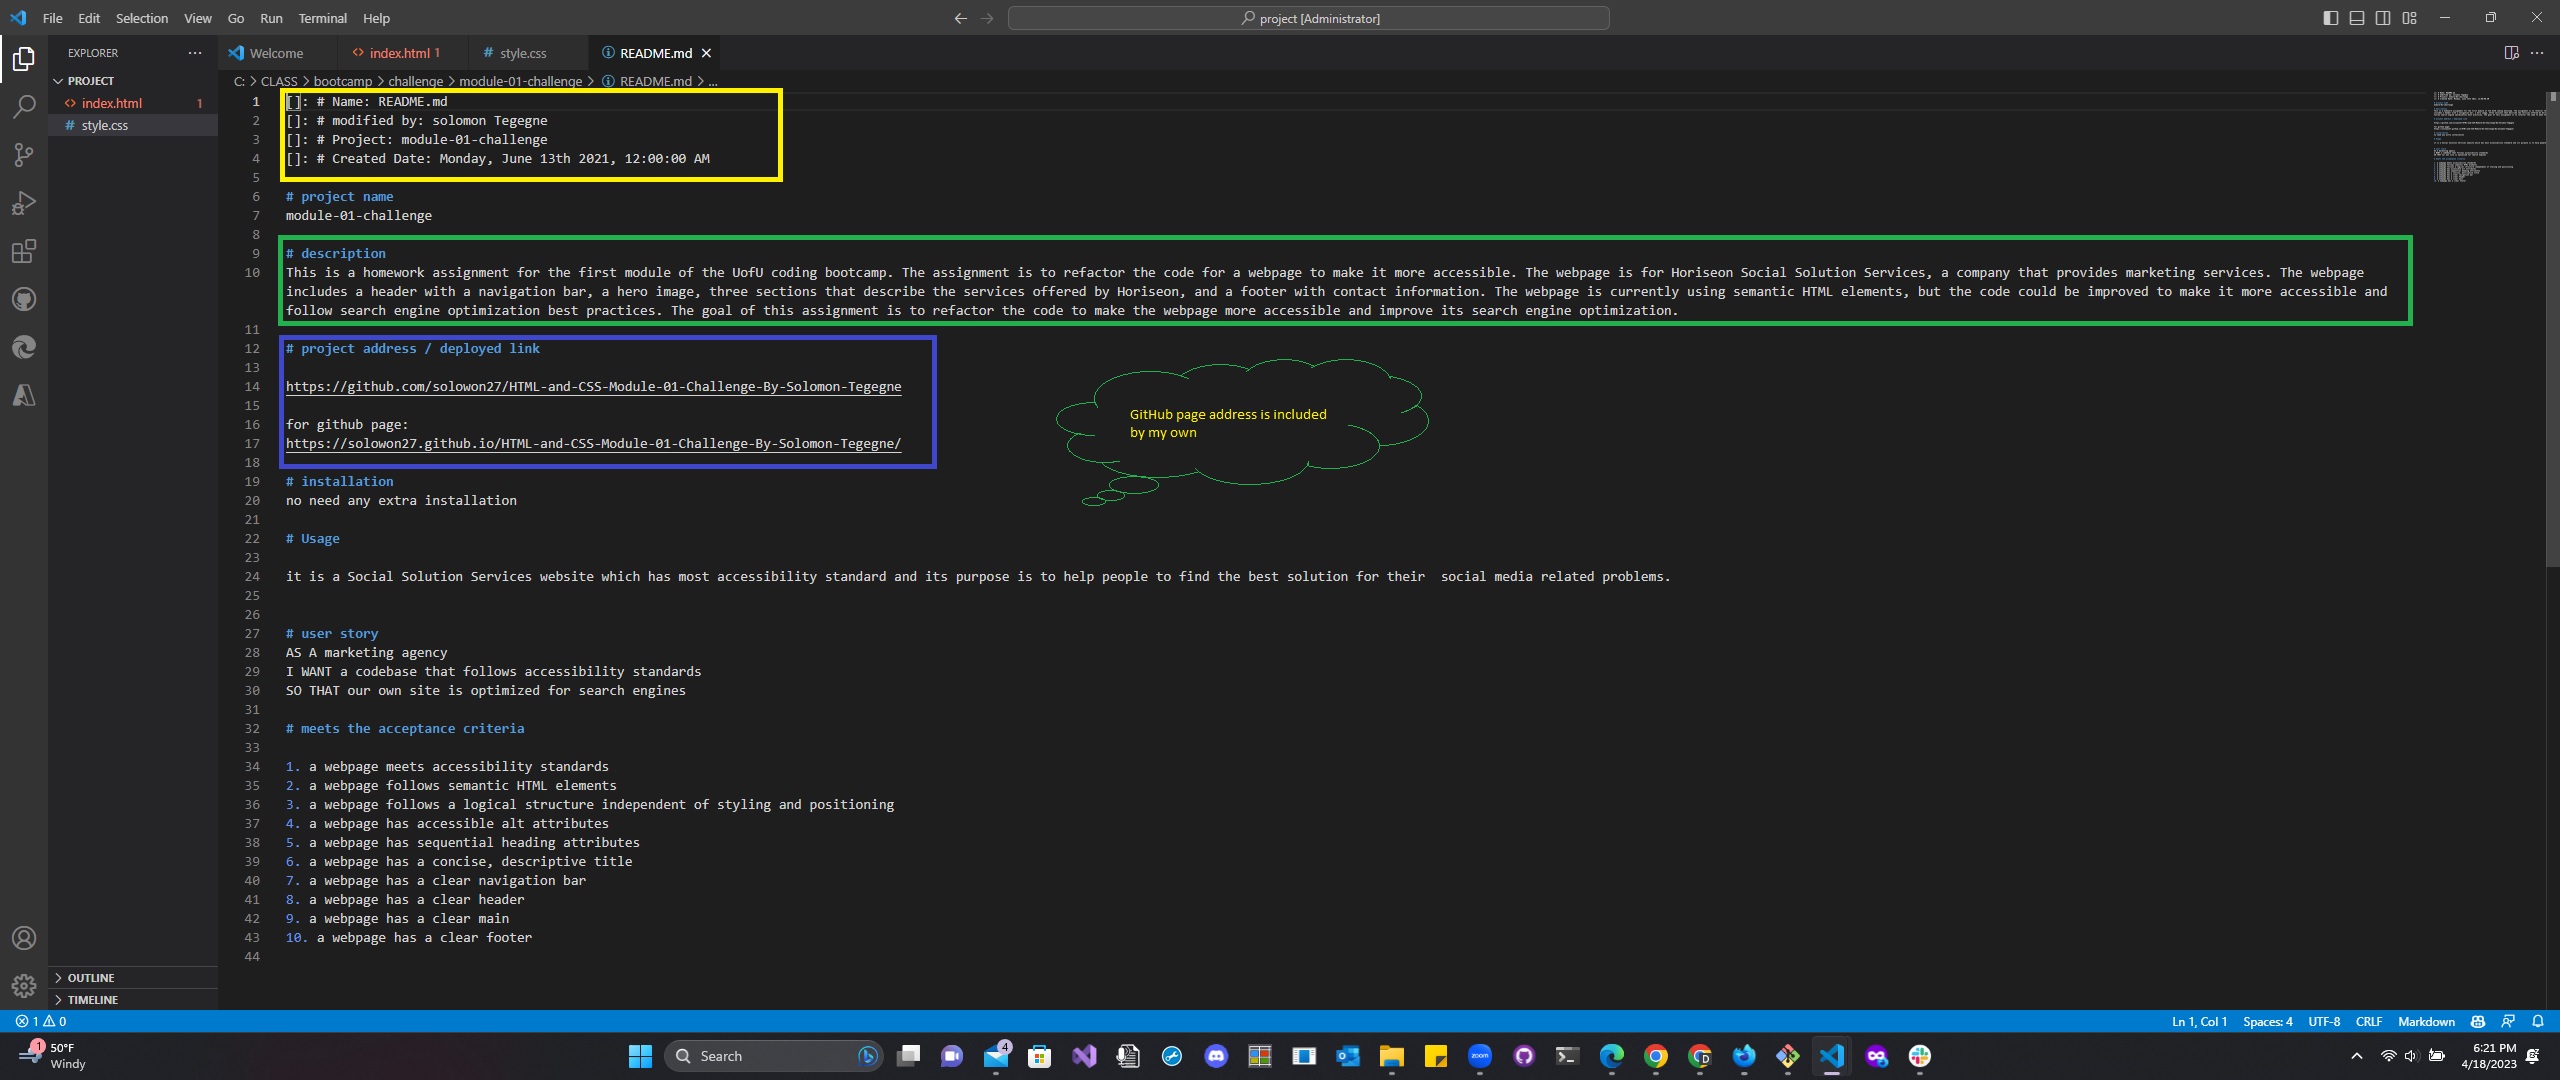 File Edit Selection View Go Run Terminal Help
project [Administrator]
EXPLORER
Welcome
index.html 1
style.css
README.md
PROJECT
index.html 1
style.css
C: > CLASS > bootcamp > challenge > module-01-challenge > README.md > ...
1 []: # Name: README.md
2 []: # modified by: solomon Tegegne
3 []: # Project: module-01-challenge
4 []: # Created Date: Monday, June 13th 2021, 12:00:00 AM
5
6 # project name
7 module-01-challenge
8
9 # description
10 This is a homework assignment for the first module of the UofU coding bootcamp. The assignment is to refactor the code for a webpage to make it more accessible. The webpage is for Horiseon Social Solution Services, a company that provides marketing services. The webpage
includes a header with a navigation bar, a hero image, three sections that describe the services offered by Horiseon, and a footer with contact information. The webpage is currently using semantic HTML elements, but the code could be improved to make it more accessible and
follow search engine optimization best practices. The goal of this assignment is to refactor the code to make the webpage more accessible and improve its search engine optimization.
11
12 # project address / deployed link
13
14 https://github.com/solowon27/HTML-and-CSS-Module-01-Challenge-By-Solomon-Tegegne
15
16 for github page:
17 https://solowon27.github.io/HTML-and-CSS-Module-01-Challenge-By-Solomon-Tegegne/
GitHub page address is included
by my own
18
19 # installation
20 no need any extra installation
21
22 # Usage
23
24 it is a Social Solution Services website which has most accessibility standard and its purpose is to help people to find the best solution for their  social media related problems.
25
26
27 # user story
28 AS A marketing agency
29 I WANT a codebase that follows accessibility standards
30 SO THAT our own site is optimized for search engines
31
32 # meets the acceptance criteria
33
34 1. a webpage meets accessibility standards
35 2. a webpage follows semantic HTML elements
36 3. a webpage follows a logical structure independent of styling and positioning
37 4. a webpage has accessible alt attributes
38 5. a webpage has sequential heading attributes
39 6. a webpage has a concise, descriptive title
40 7. a webpage has a clear navigation bar
41 8. a webpage has a clear header
42 9. a webpage has a clear main
43 10. a webpage has a clear footer
44
OUTLINE
TIMELINE
1 0
Ln 1, Col 1 Spaces: 4 UTF-8 CRLF Markdown
1 50°F
Windy
Search
4
zoom
6:21 PM
4/18/2023